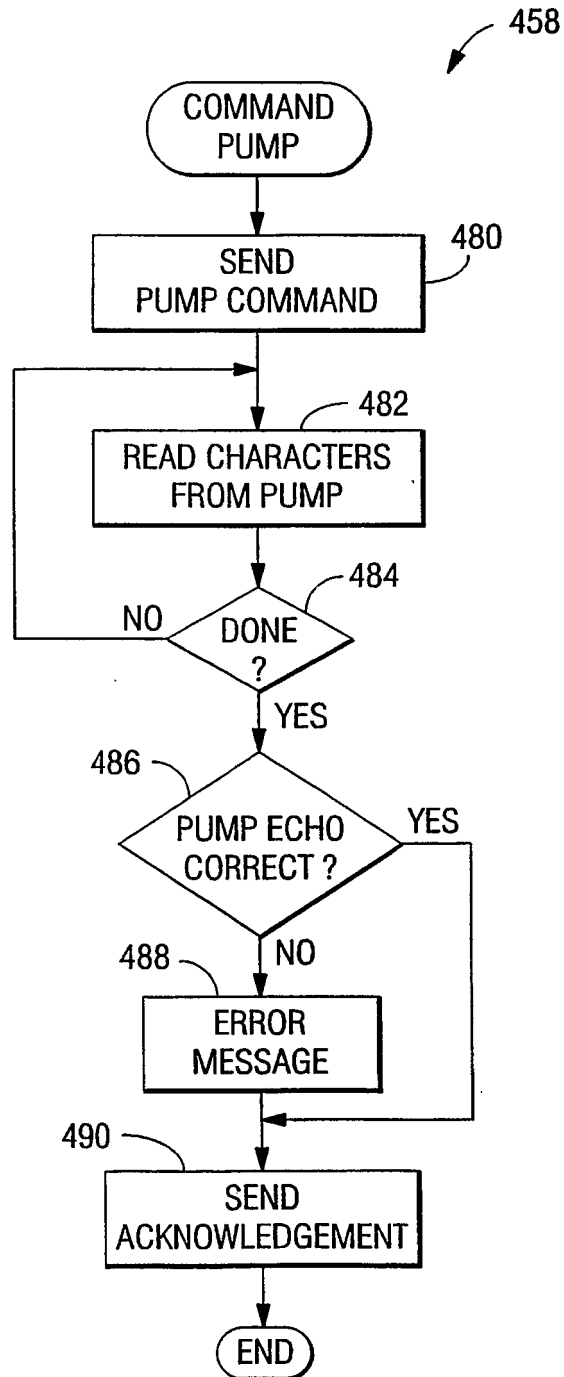 458
COMMAND
PUMP
480
SEND
PUMP COMMAND
482
READ CHARACTERS
FROM PUMP
484
NO
DONE
?
YES
486
PUMP ECHO
CORRECT ?
YES
NO
488
ERROR
MESSAGE
490
SEND
ACKNOWLEDGEMENT
END